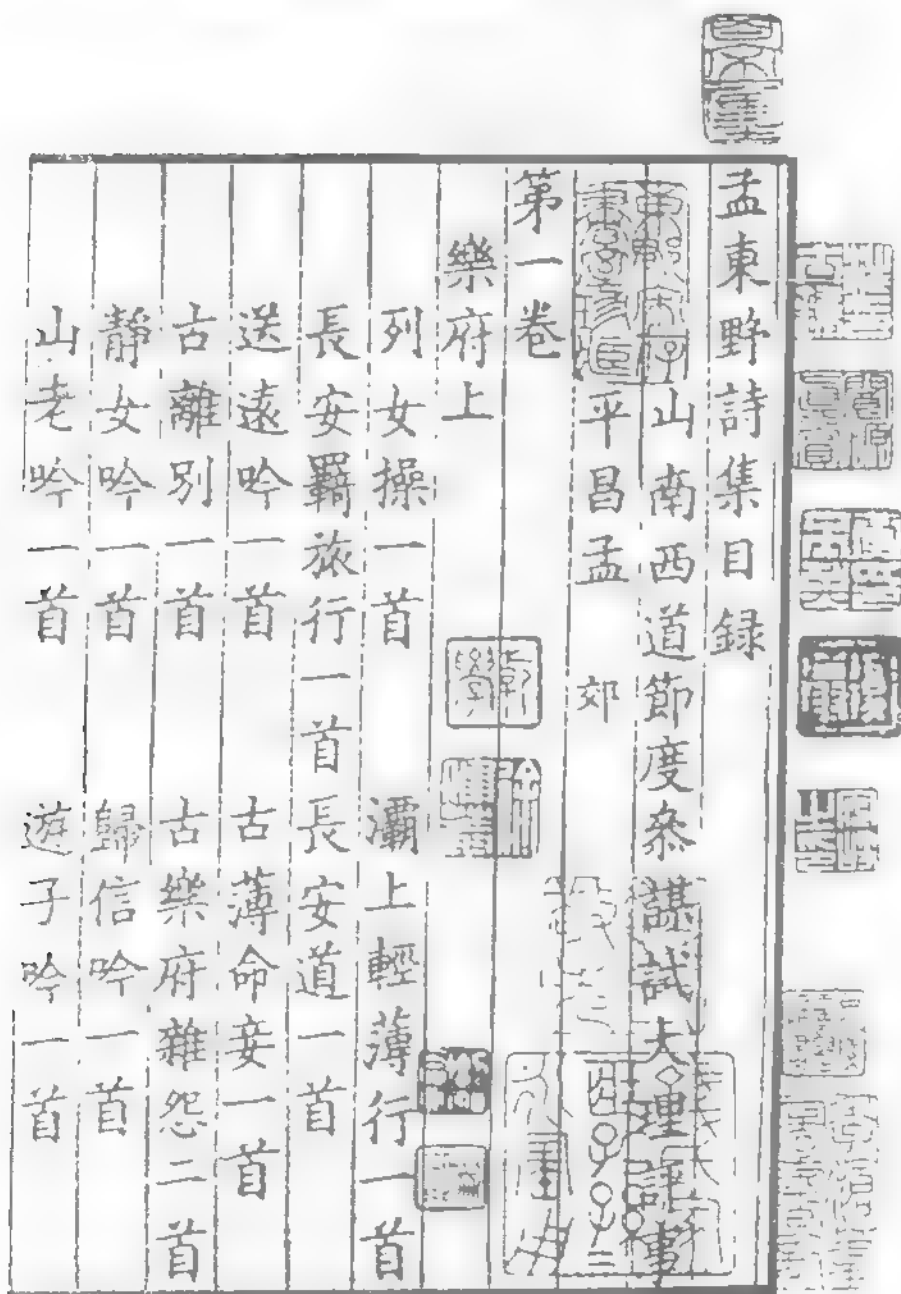 孟東野詩集目録
山南西道節度叅謀試大理評事
平昌孟　郊
第一卷
樂府上
列女操一首　灞上輕薄行一首
長安羇旅行一首　長安道一首
送遠吟一首　古薄命妾一首
古離別一首　古樂府雜怨三首
靜女吟一首　歸信吟一首
山老吟一首　遊子吟一首